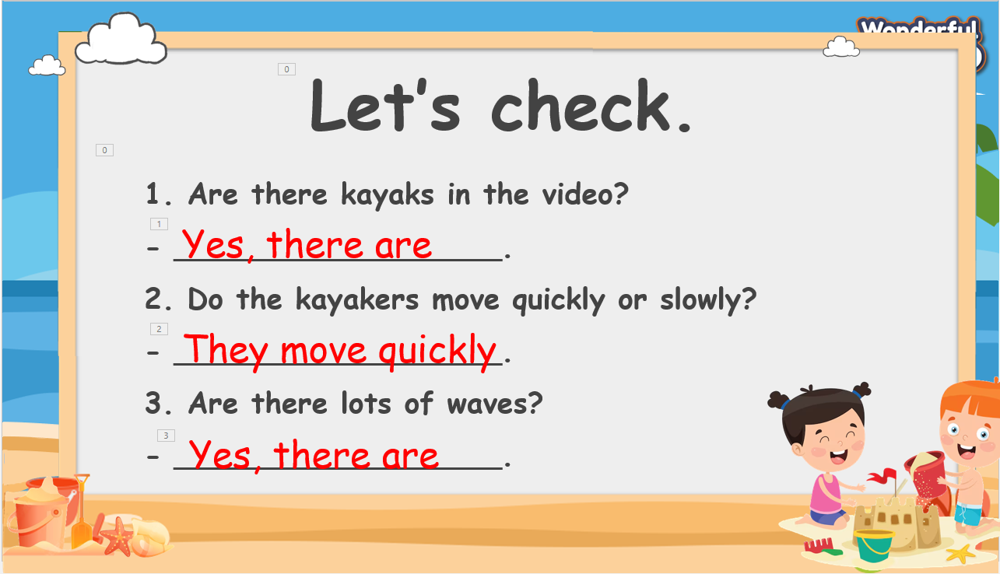 Wonderful
0
Let's check.
0
1. Are there kayaks in the video?
1
- Yes, there are.
2. Do the kayakers move quickly or slowly?
2
- They move quickly.
3. Are there lots of waves?
3
- Yes, there are.